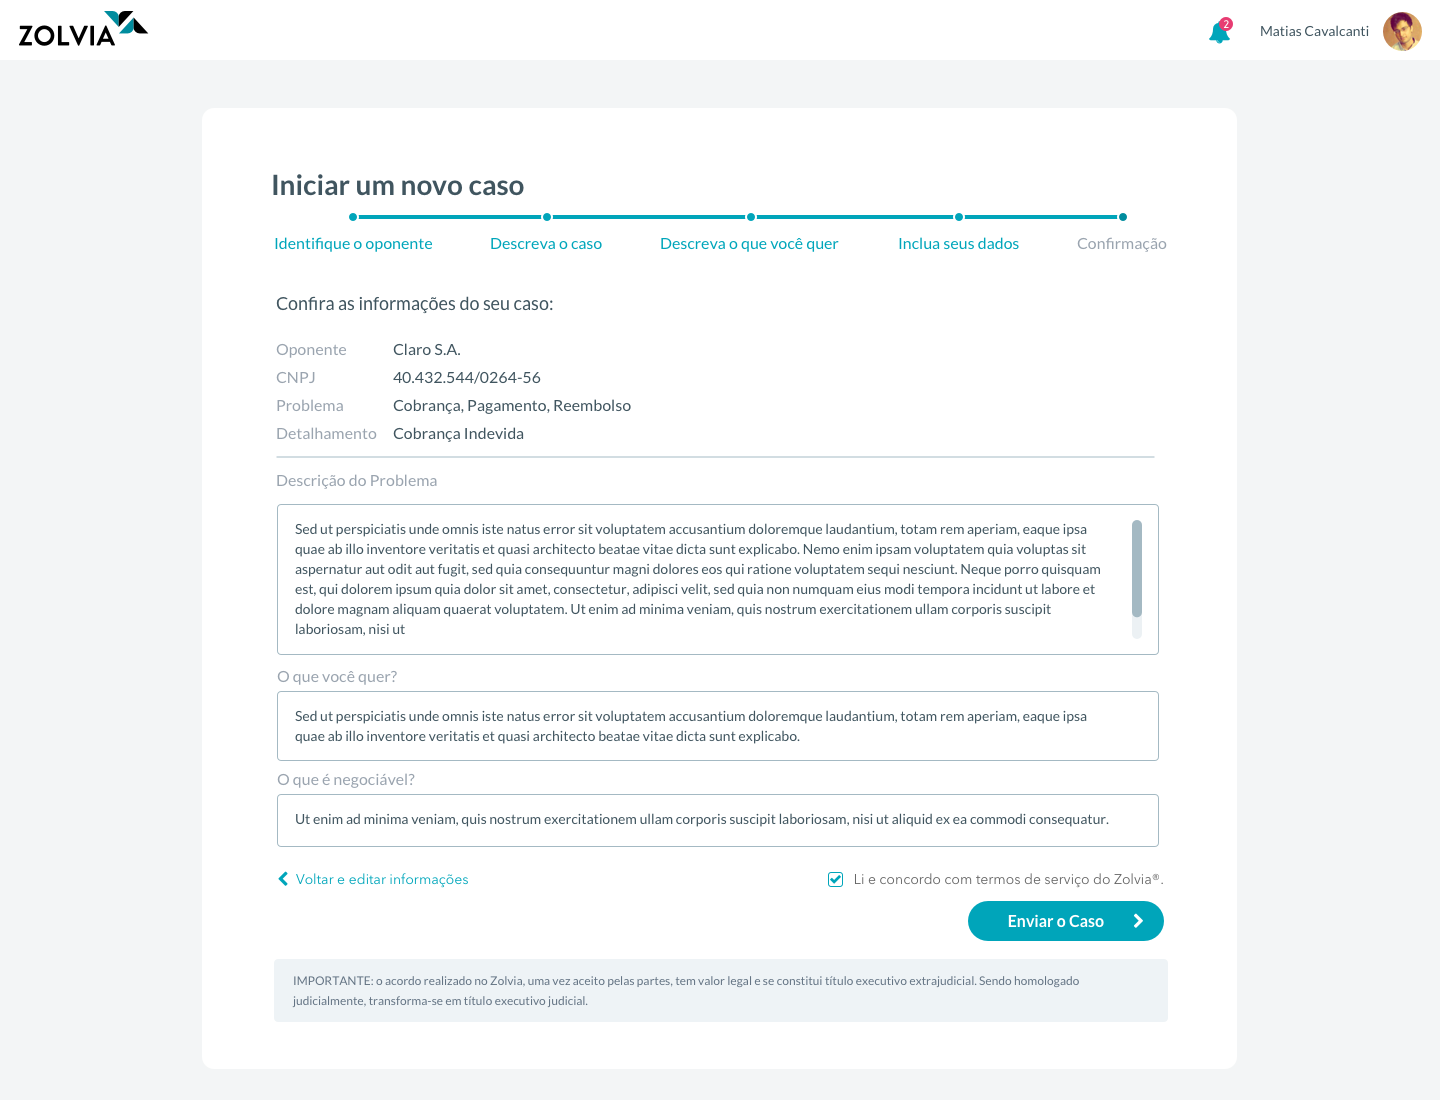 ZOLVIA
2
Matias Cavalcanti
Iniciar um novo caso
Identifique o oponente
Descreva o caso
Descreva o que você quer
Inclua seus dados
Confirmação
Confira as informações do seu caso:
Oponente Claro S.A.
CNPJ 40.432.544/0264-56
Problema Cobrança, Pagamento, Reembolso
Detalhamento Cobrança Indevida
Descrição do Problema
Sed ut perspiciatis unde omnis iste natus error sit voluptatem accusantium doloremque laudantium, totam rem aperiam, eaque ipsa
quae ab illo inventore veritatis et quasi architecto beatae vitae dicta sunt explicabo. Nemo enim ipsam voluptatem quia voluptas sit
aspernatur aut odit aut fugit, sed quia consequuntur magni dolores eos qui ratione voluptatem sequi nesciunt. Neque porro quisquam
est, qui dolorem ipsum quia dolor sit amet, consectetur, adipisci velit, sed quia non numquam eius modi tempora incidunt ut labore et
dolore magnam aliquam quaerat voluptatem. Ut enim ad minima veniam, quis nostrum exercitationem ullam corporis suscipit
laboriosam, nisi ut
O que você quer?
Sed ut perspiciatis unde omnis iste natus error sit voluptatem accusantium doloremque laudantium, totam rem aperiam, eaque ipsa
quae ab illo inventore veritatis et quasi architecto beatae vitae dicta sunt explicabo.
O que é negociável?
Ut enim ad minima veniam, quis nostrum exercitationem ullam corporis suscipit laboriosam, nisi ut aliquid ex ea commodi consequatur.
Voltar e editar informações
Li e concordo com termos de serviço do Zolvia®.
Enviar o Caso
IMPORTANTE: o acordo realizado no Zolvia, uma vez aceito pelas partes, tem valor legal e se constitui título executivo extrajudicial. Sendo homologado
judicialmente, transforma-se em título executivo judicial.